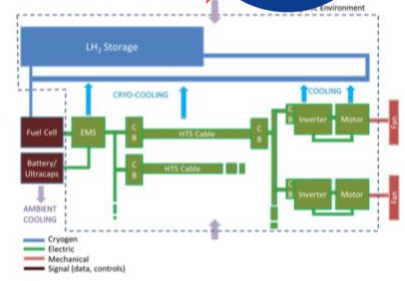 Environment
LH2 Storage
CRYO-COOLING
COOLING
Fuel Cell
EMS
C
B
HTS Cable
C
B
C
B
Inverter
Motor
Fan
Battery/
Ultracaps
C
B
HTS Cable
AMBIENT
COOLING
C
B
Inverter
Motor
Fan
Cryogen
Electric
Mechanical
Signal (data, controls)